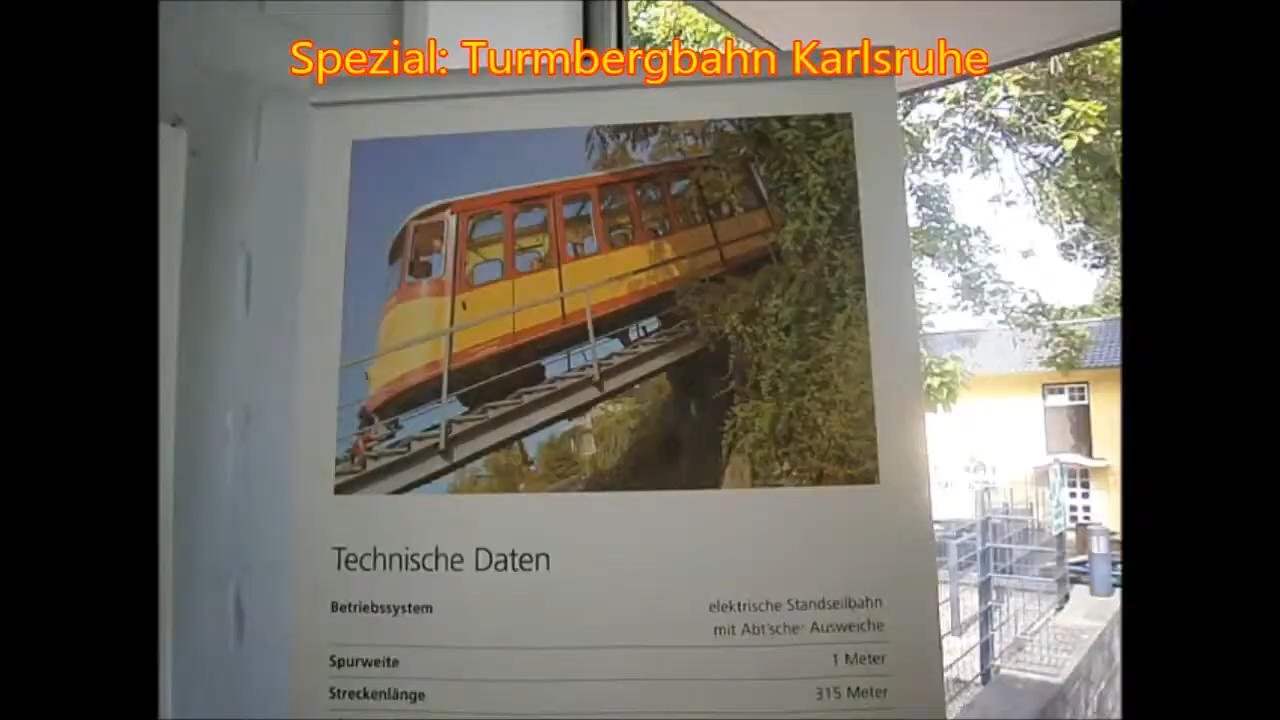 Spezial: Turmbergbahn Karlsruhe
Technische Daten
Betriebssystem elektrische Standseilbahn
mit Abt'scher Ausweiche
Spurweite 1 Meter
Streckenlänge 315 Meter